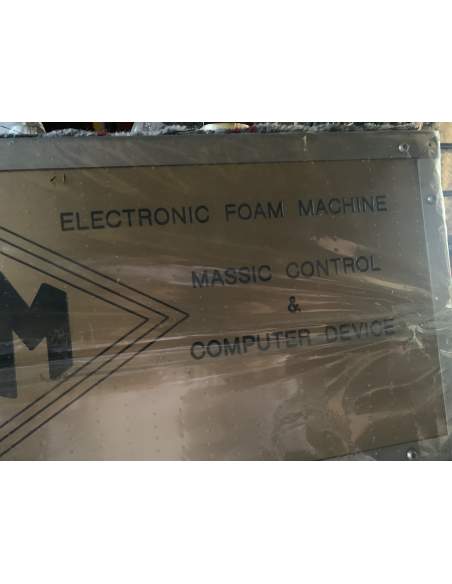 ELECTRONIC FOAM MACHINE
MASSIC CONTROL
&
COMPUTER DEVICE
M